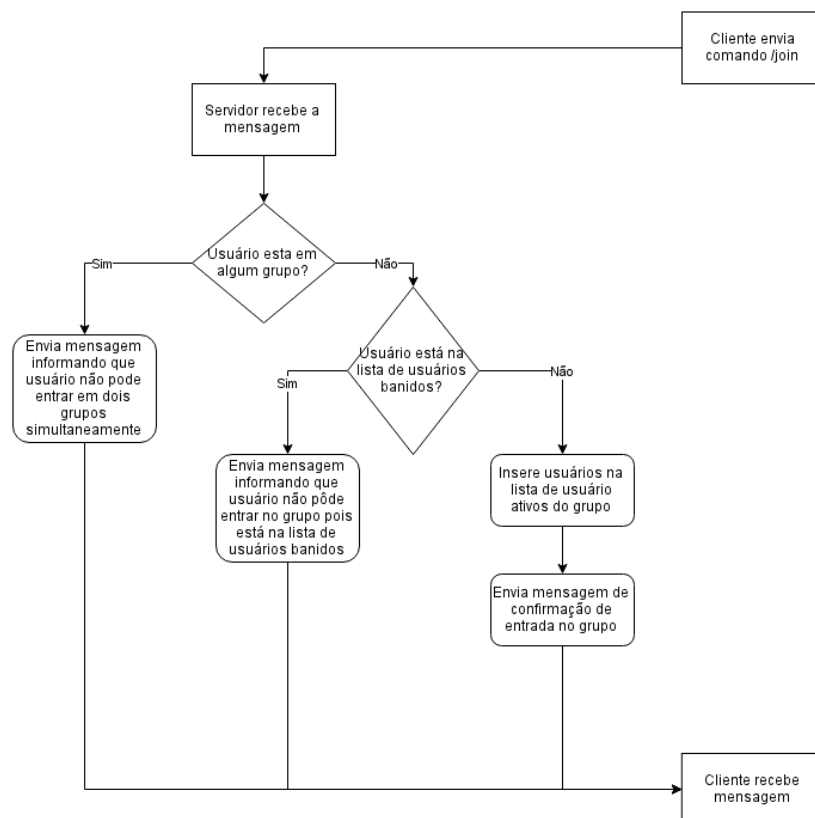 Cliente envia
comando /join
Servidor recebe a
mensagem
Usuário esta em
algum grupo?
Sim
Não
Envia mensagem
informando que
usuário não pode
entrar em dois
grupos
simultaneamente
Usuário está na
lista de usuários
banidos?
Sim
Não
Envia mensagem
informando que
usuário não pôde
entrar no grupo pois
está na lista de
usuários banidos
Insere usuários na
lista de usuário
ativos do grupo
Envia mensagem de
confirmação de
entrada no grupo
Cliente recebe
mensagem